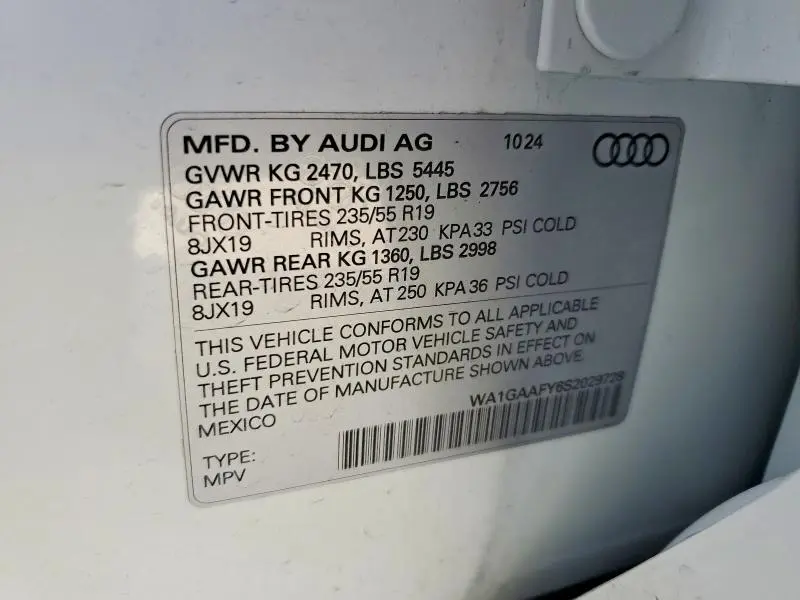 MFD. BY AUDI AG 10 24
GVWR KG 2470, LBS 5445
GAWR FRONT KG 1250, LBS 2756
FRONT-TIRES 235/55 R19
8JX19 RIMS, AT 230 KPA 33 PSI COLD
GAWR REAR KG 1360, LBS 2998
REAR-TIRES 235/55 R19
8JX19 RIMS, AT 250 KPA 36 PSI COLD
THIS VEHICLE CONFORMS TO ALL APPLICABLE
U.S. FEDERAL MOTOR VEHICLE SAFETY AND
THEFT PREVENTION STANDARDS IN EFFECT ON
THE DATE OF MANUFACTURE SHOWN ABOVE.
MEXICO WA1GAAFY6S2029728
TYPE:
MPV